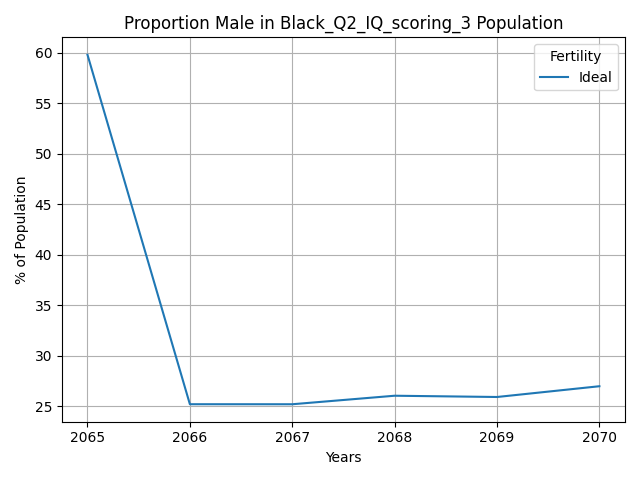 Proportion Male in Black_Q2_IQ_scoring_3 Population
Fertility
Ideal
% of Population
60
55
50
45
40
35
30
25
2065 2066 2067 2068 2069 2070
Years